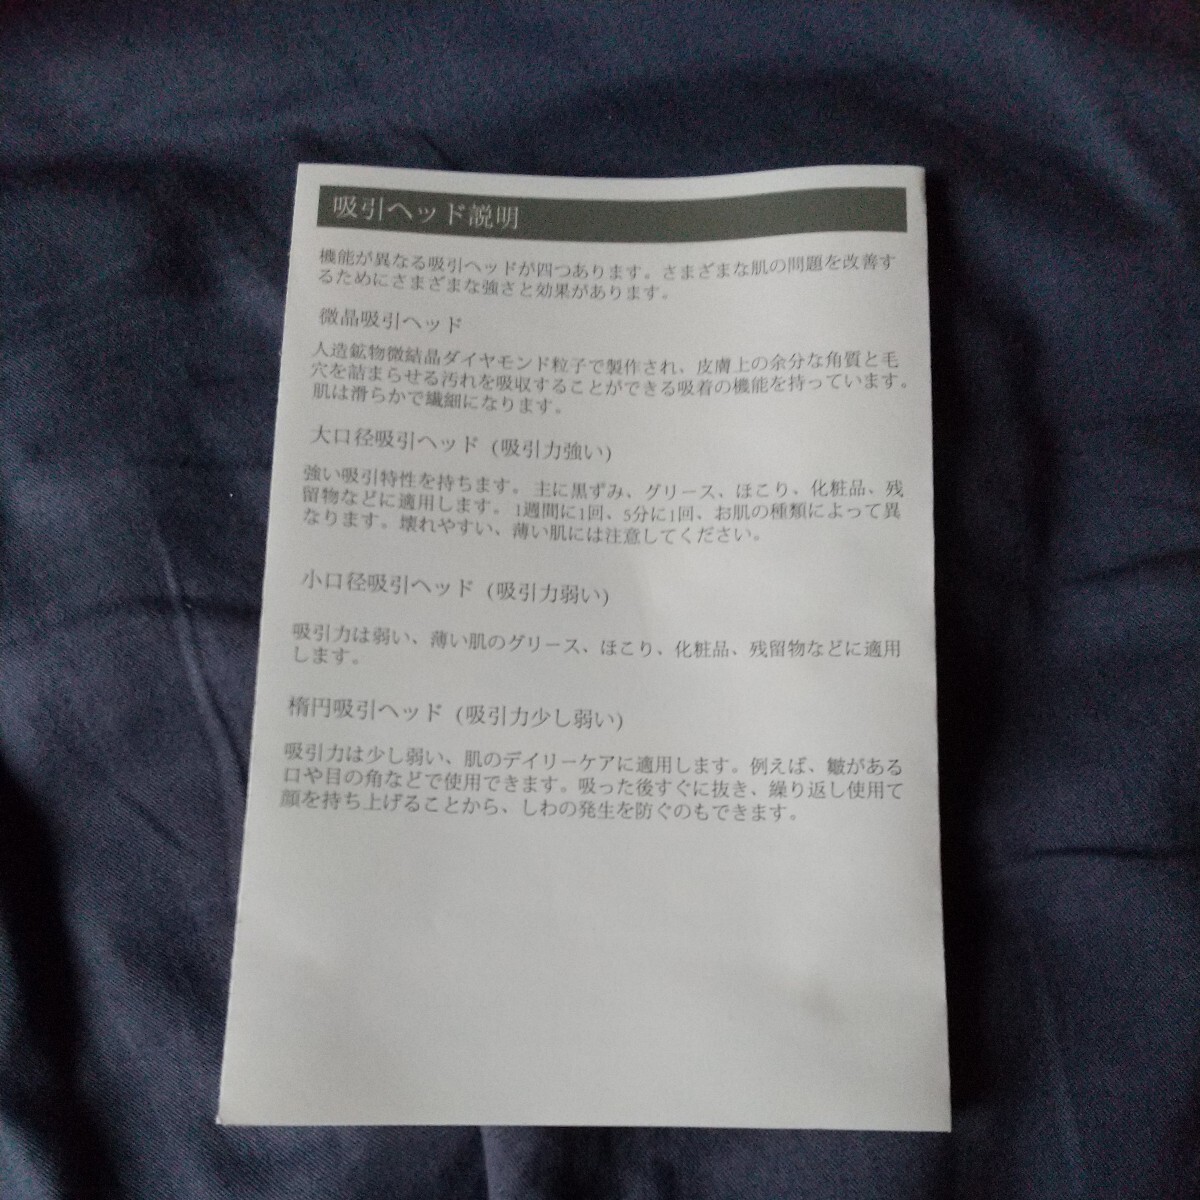 吸引ヘッド説明
機能が異なる吸引ヘッドが四つあります。さまざまな肌の問題を改善す
るためにさまざまな強さと効果があります。
微晶吸引ヘッド
人造鉱物微結晶ダイヤモンド粒子で製作され、皮膚上の余分な角質と毛
穴を詰まらせる汚れを吸収することができる吸着の機能を持っています。
肌は滑らかで繊細になります。
大口径吸引ヘッド (吸引力強い)
強い吸引特性を持ちます。 主に黒ずみ、グリース、ほこり、化粧品、残
留物などに適用します。 1週間に1回、5分に1回、お肌の種類によって異
なります。壊れやすい、薄い肌には注意してください。
小口径吸引ヘッド (吸引力弱い)
吸引力は弱い、薄い肌のグリース、ほこり、化粧品、残留物などに適用
します。
楕円吸引ヘッド (吸引力少し弱い)
吸引力は少し弱い、肌のデイリーケアに適用します。例えば、皺がある
口や目の角などで使用できます。吸った後すぐに抜き、繰り返し使用て
顔を持ち上げることから、しわの発生を防ぐのもできます。